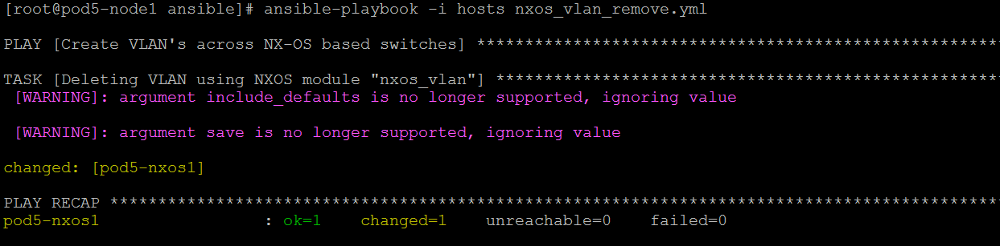 [root@pod5-node1 ansible]# ansible-playbook -i hosts nxos_vlan_remove.yml
PLAY [Create VLAN's across NX-OS based switches] *******************************************************
TASK [Deleting VLAN using NXOS module "nxos_vlan"] *****************************************************
[WARNING]: argument include_defaults is no longer supported, ignoring value
[WARNING]: argument save is no longer supported, ignoring value
changed: [pod5-nxos1]
PLAY RECAP *********************************************************************************************
pod5-nxos1                 : ok=1    changed=1    unreachable=0    failed=0